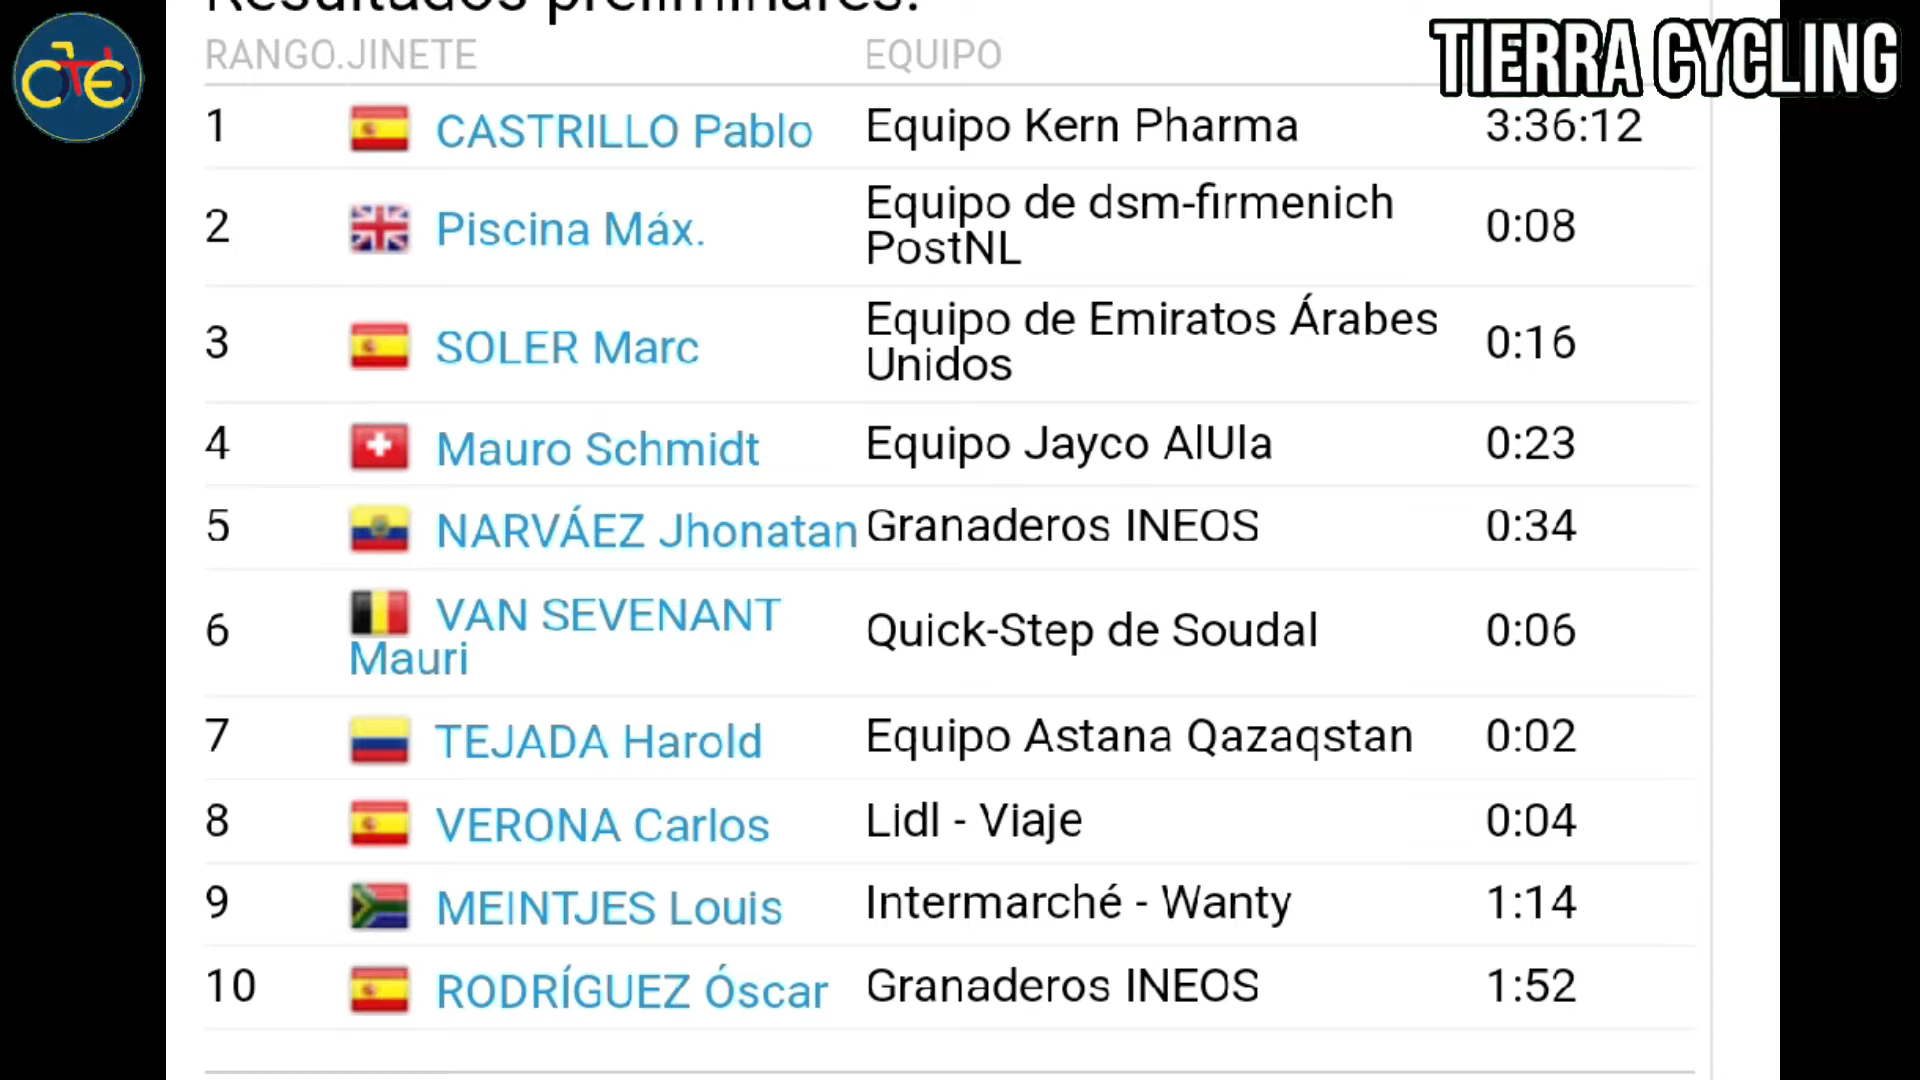 Resultados preliminares:
TIERRA CYCLING
CTE
RANGO.JINETE EQUIPO
1 CASTRILLO Pablo Equipo Kern Pharma 3:36:12
2 Piscina Máx. Equipo de dsm-firmenich PostNL 0:08
3 SOLER Marc Equipo de Emiratos Árabes Unidos 0:16
4 Mauro Schmidt Equipo Jayco AlUla 0:23
5 NARVÁEZ Jhonatan Granaderos INEOS 0:34
6 VAN SEVENANT Mauri Quick-Step de Soudal 0:06
7 TEJADA Harold Equipo Astana Qazaqstan 0:02
8 VERONA Carlos Lidl - Viaje 0:04
9 MEINTJES Louis Intermarché - Wanty 1:14
10 RODRÍGUEZ Óscar Granaderos INEOS 1:52